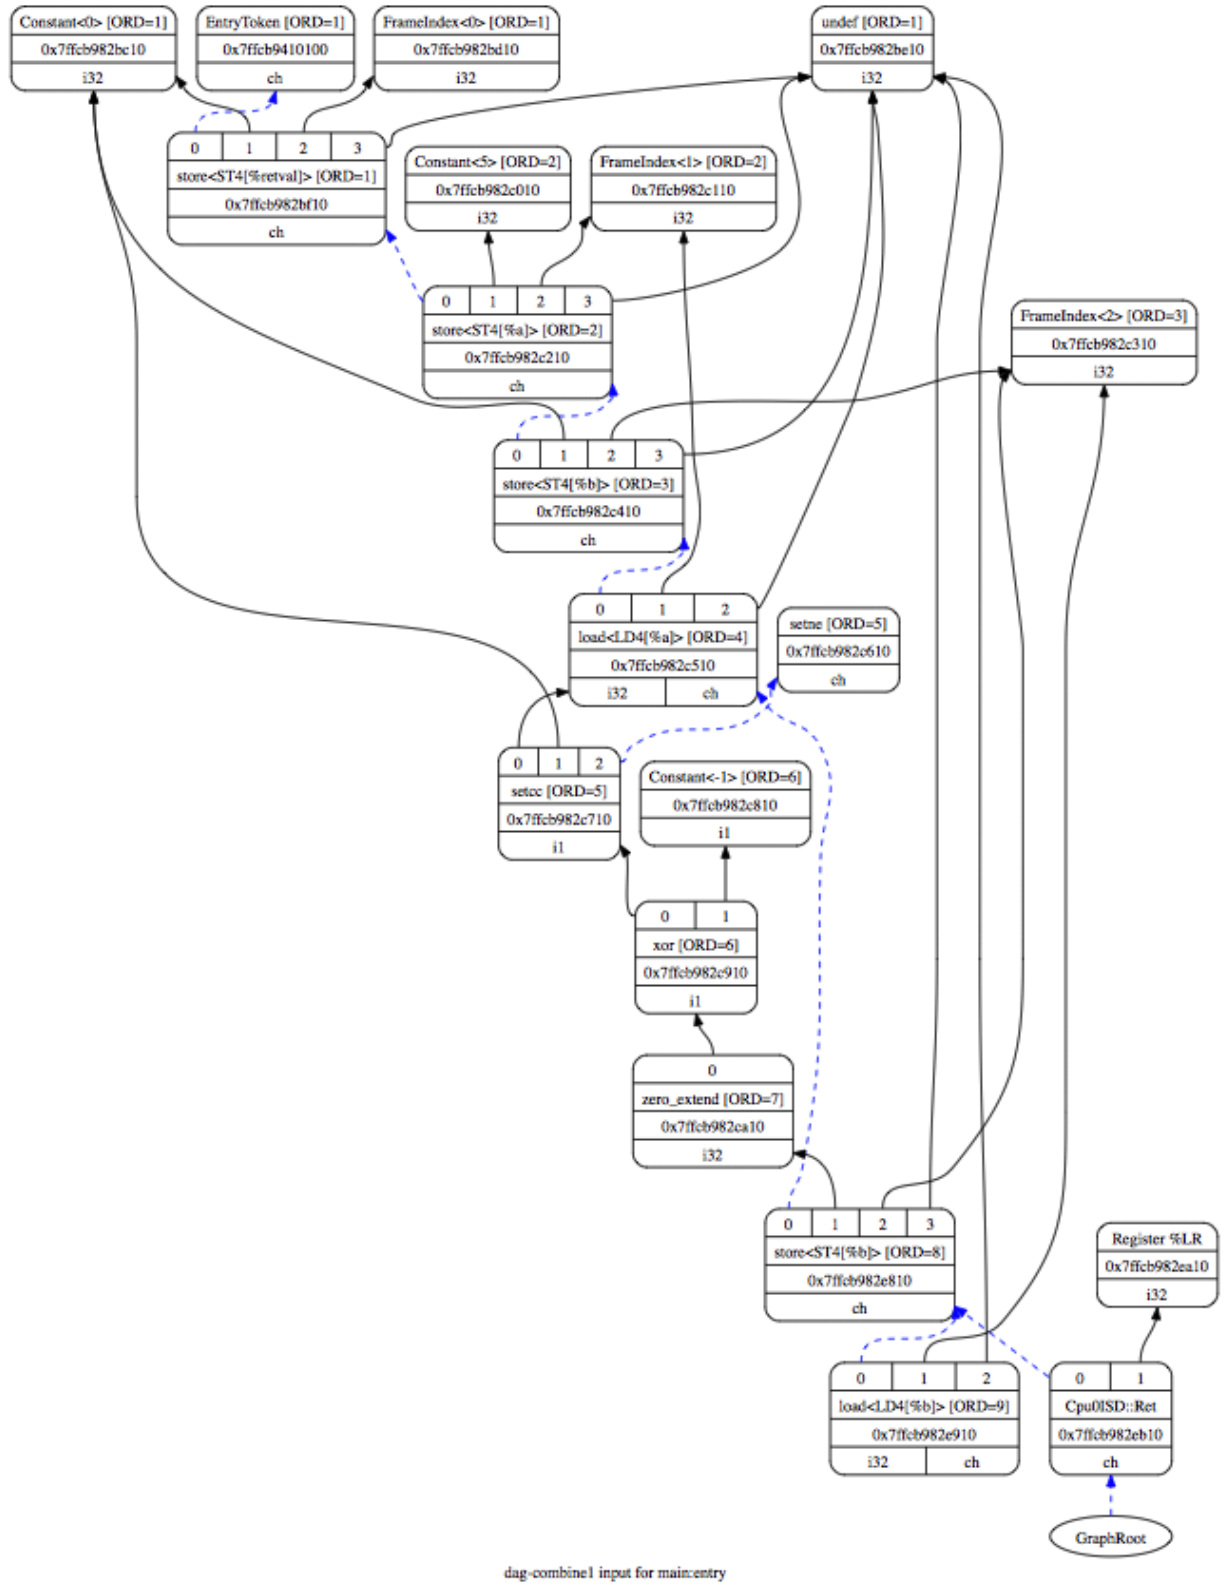 Constant<0> [ORD=1]
0x7ffcb982bc10
i32
EntryToken [ORD=1]
0x7ffcb9410100
ch
FrameIndex<0> [ORD=1]
0x7ffcb982bd10
i32
undef [ORD=1]
0x7ffcb982be10
i32
0 1 2 3
store<ST4[%retval]> [ORD=1]
0x7ffcb982bf10
ch
Constant<5> [ORD=2]
0x7ffcb982c010
i32
FrameIndex<1> [ORD=2]
0x7ffcb982c110
i32
0 1 2 3
store<ST4[%a]> [ORD=2]
0x7ffcb982c210
ch
FrameIndex<2> [ORD=3]
0x7ffcb982c310
i32
0 1 2 3
store<ST4[%b]> [ORD=3]
0x7ffcb982c410
ch
0 1 2
load<LD4[%a]> [ORD=4]
0x7ffcb982c510
i32 ch
setne [ORD=5]
0x7ffcb982c610
ch
0 1 2
setcc [ORD=5]
0x7ffcb982c710
i1
Constant<-1> [ORD=6]
0x7ffcb982c810
i1
0 1
xor [ORD=6]
0x7ffcb982c910
i1
0
zero_extend [ORD=7]
0x7ffcb982ca10
i32
0 1 2 3
store<ST4[%b]> [ORD=8]
0x7ffcb982e810
ch
Register %LR
0x7ffcb982ea10
i32
0 1 2
load<LD4[%b]> [ORD=9]
0x7ffcb982e910
i32 ch
0 1
Cpu0ISD::Ret
0x7ffcb982eb10
ch
GraphRoot
dag-combine1 input for main:entry